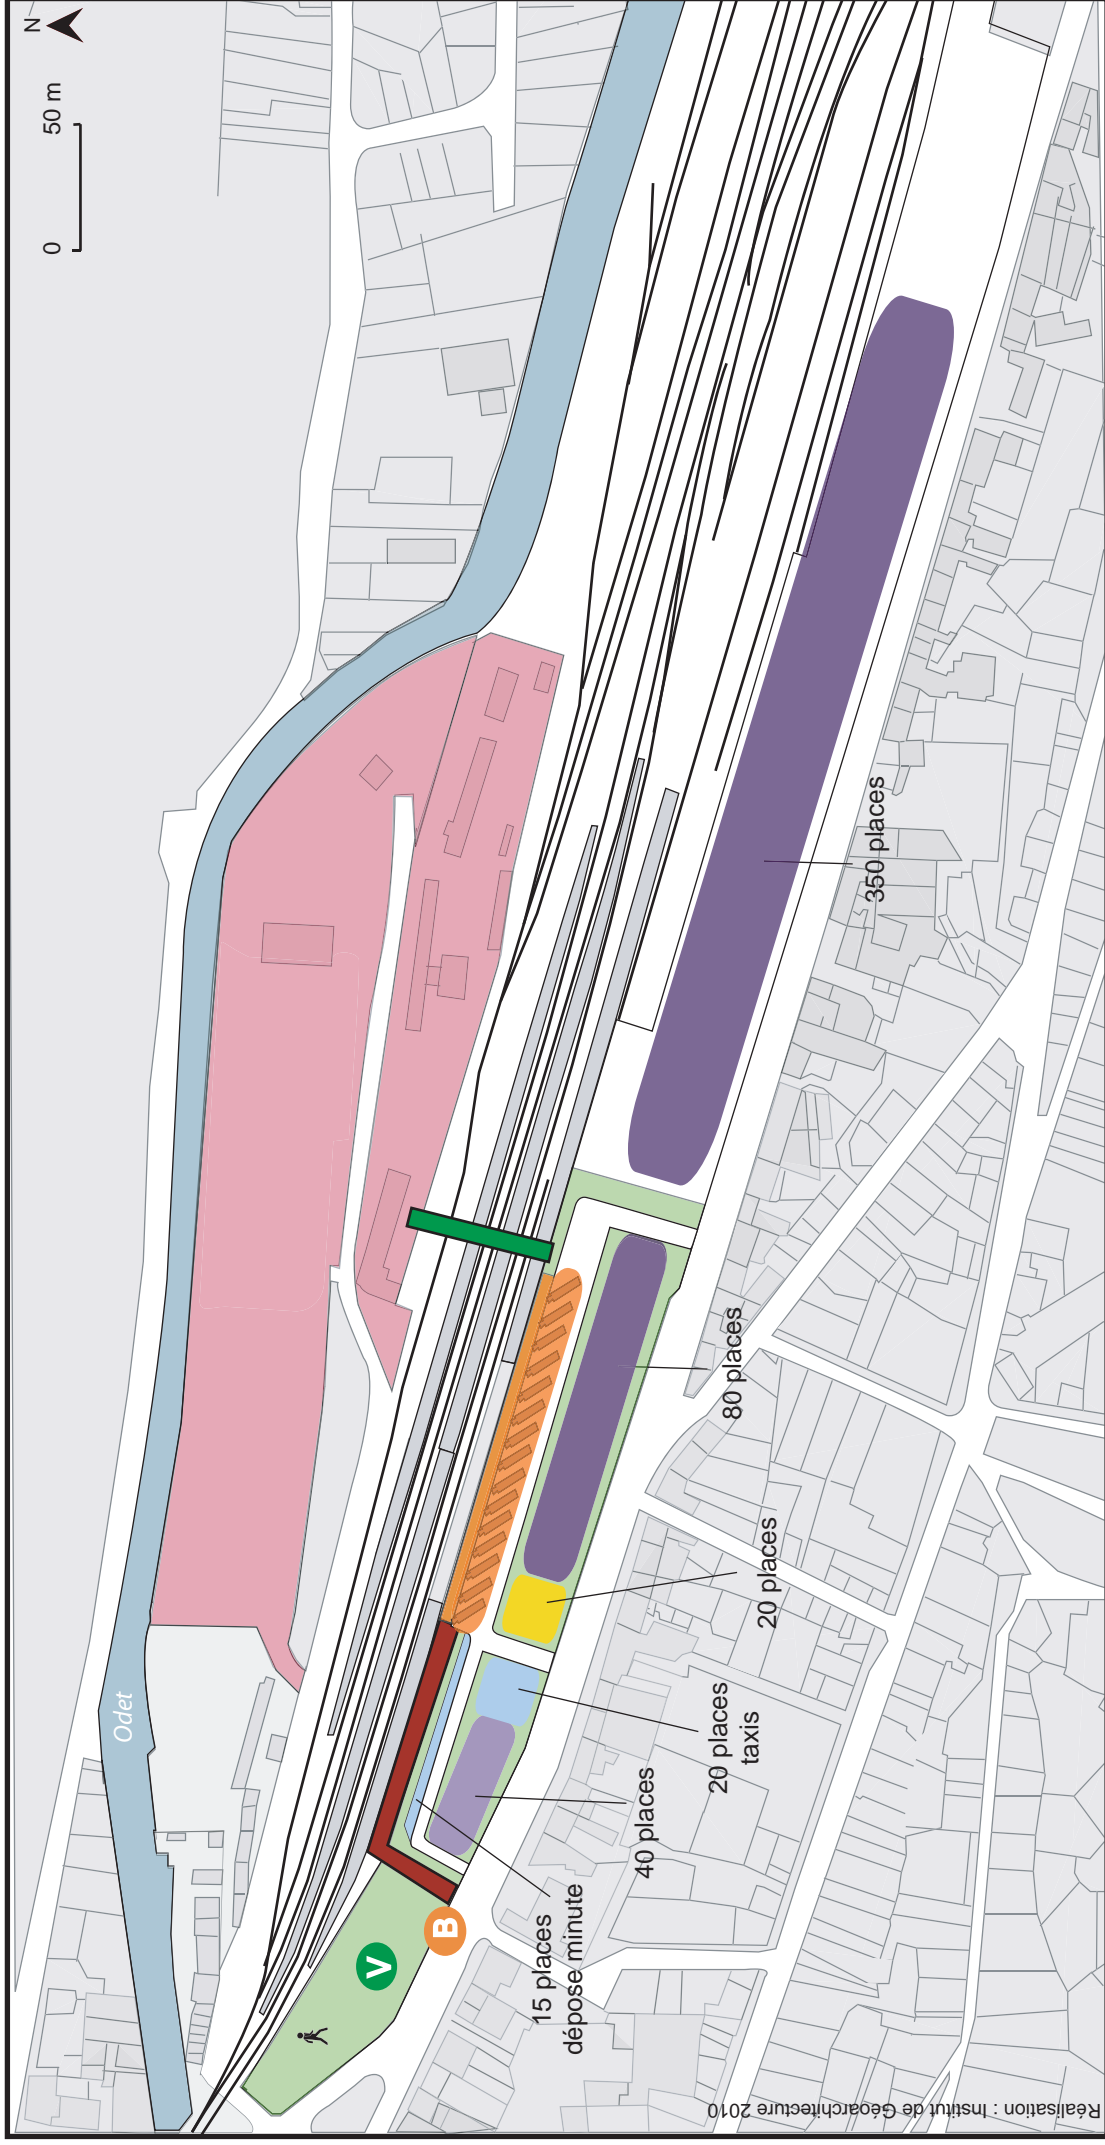 N
0 50 m
Odet
350 places
80 places
20 places
20 places
taxis
40 places
15 places
dépose minute
B
V
Réalisation : Institut de Géoarchitecture 2010